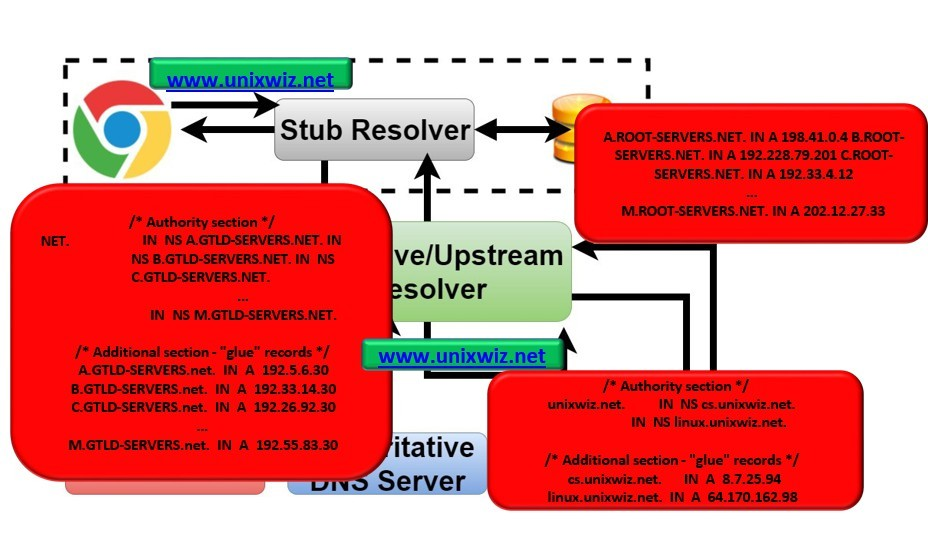 www.unixwiz.net
Stub Resolver
A.ROOT-SERVERS.NET. IN A 198.41.0.4 B.ROOT-
SERVERS.NET. IN A 192.228.79.201 C.ROOT-
SERVERS.NET. IN A 192.33.4.12
...
M.ROOT-SERVERS.NET. IN A 202.12.27.33
/* Authority section */
NET. IN NS A.GTLD-SERVERS.NET. IN
NS B.GTLD-SERVERS.NET. IN NS
C.GTLD-SERVERS.NET.
...
IN NS M.GTLD-SERVERS.NET.
/* Additional section - "glue" records */
A.GTLD-SERVERS.net. IN A 192.5.6.30
B.GTLD-SERVERS.net. IN A 192.33.14.30
C.GTLD-SERVERS.net. IN A 192.26.92.30
...
M.GTLD-SERVERS.net. IN A 192.55.83.30
ve/Upstream
esolver
www.unixwiz.net
/* Authority section */
unixwiz.net. IN NS cs.unixwiz.net.
IN NS linux.unixwiz.net.
/* Additional section - "glue" records */
cs.unixwiz.net. IN A 8.7.25.94
linux.unixwiz.net. IN A 64.170.162.98
ritative
DNS Server